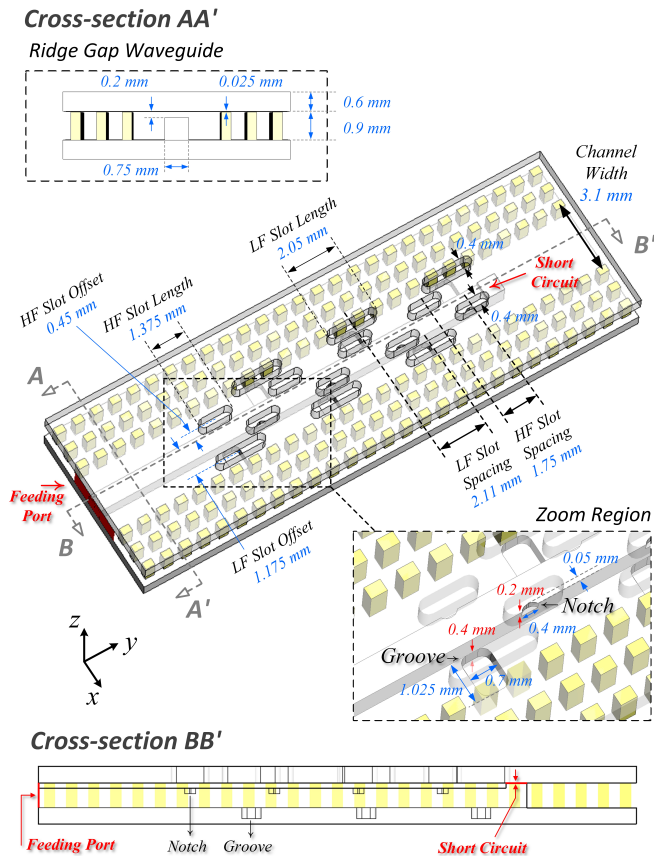 Cross-section AA'
Ridge Gap Waveguide
0.2 mm
0.025 mm
0.6 mm
0.9 mm
0.75 mm
Channel
Width
3.1 mm
B'
LF Slot Length
2.05 mm
HF Slot Length
1.375 mm
HF Slot Offset
0.45 mm
0.4 mm
Short
Circuit
0.4 mm
A
Feeding
Port
B
A'
LF Slot Offset
1.175 mm
LF Slot
Spacing
2.11 mm
HF Slot
Spacing
1.75 mm
Zoom Region
0.05 mm
0.2 mm
Notch
0.4 mm
0.4 mm
Groove
0.7 mm
1.025 mm
z
y
x
Cross-section BB'
Feeding Port
Notch
Groove
Short Circuit